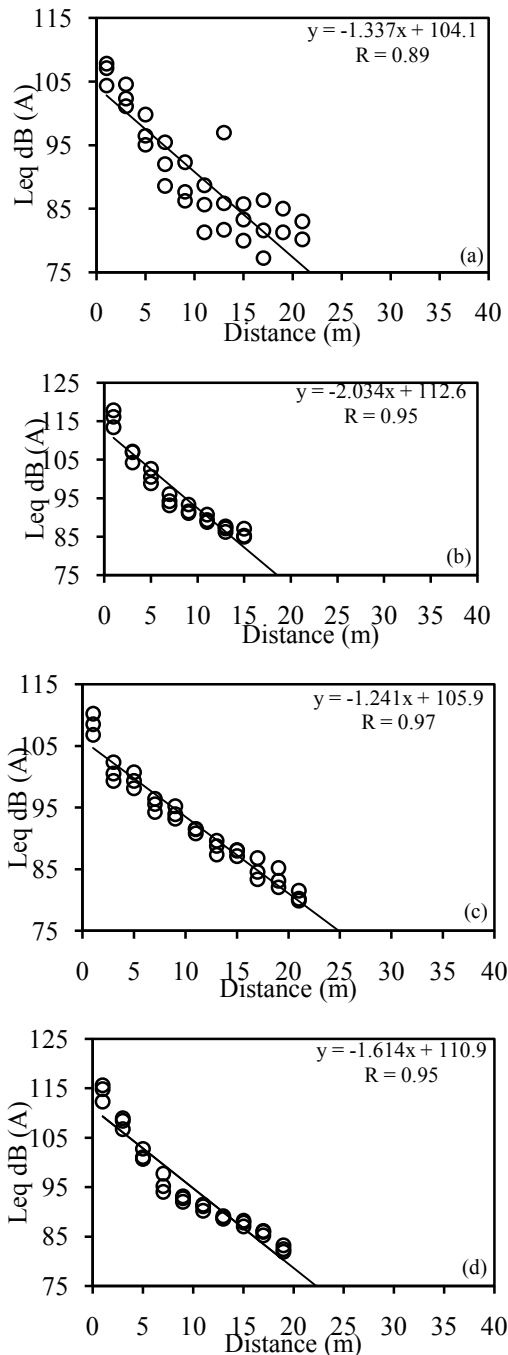 115
y = -1.337x + 104.1
R = 0.89
105
95
85
75
Leq dB (A)
(a)
0 5 10 15 20 25 30 35 40
Distance (m)
125
y = -2.034x + 112.6
R = 0.95
115
105
95
85
75
Leq dB (A)
(b)
0 5 10 15 20 25 30 35 40
Distance (m)
115
y = -1.241x + 105.9
R = 0.97
105
95
85
75
Leq dB (A)
(c)
0 5 10 15 20 25 30 35 40
Distance (m)
125
y = -1.614x + 110.9
R = 0.95
115
105
95
85
75
Leq dB (A)
(d)
0 5 10 15 20 25 30 35 40
Distance (m)